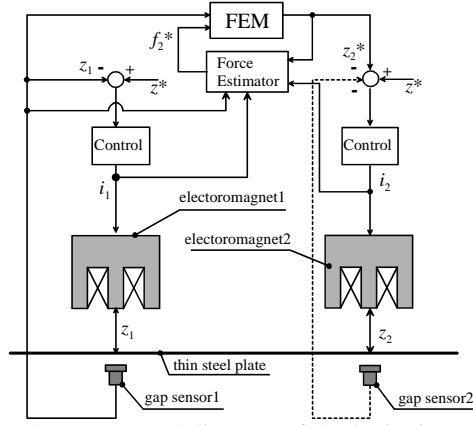 FEM
f2*
z2*
Force
Estimator
z1 - +
z*
- +
-
z*
Control
Control
i1
i2
electoromagnet1
electoromagnet2
z1
z2
thin steel plate
gap sensor1
gap sensor2